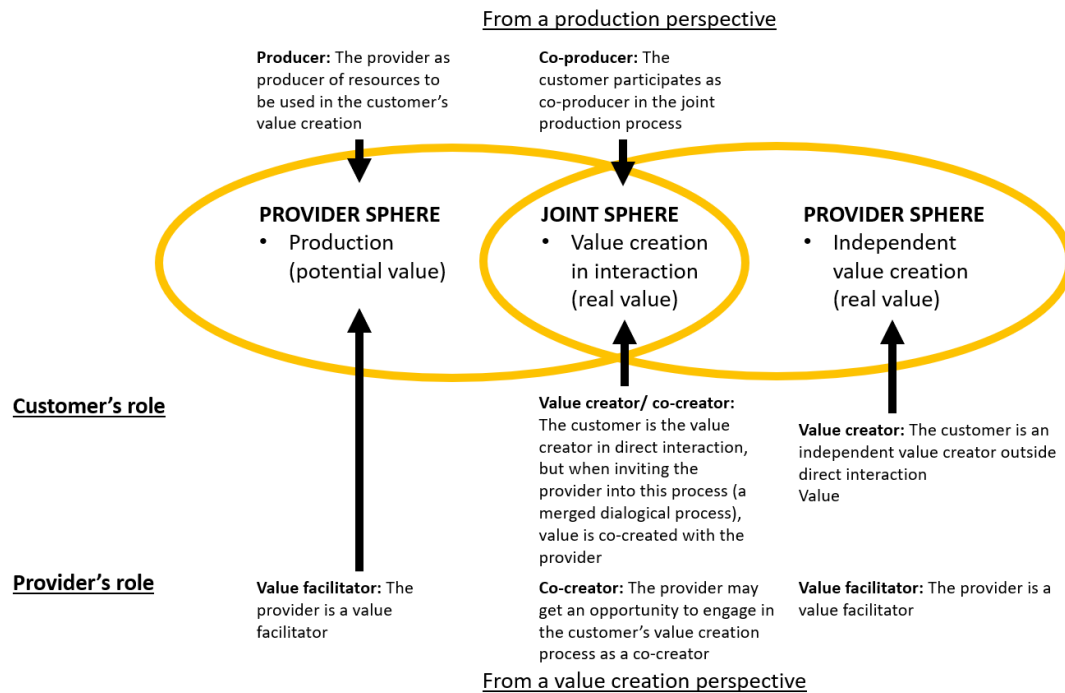 From a production perspective
Producer: The provider as
producer of resources to
be used in the customer's
value creation
Co-producer: The
customer participates as
co-producer in the joint
production process
PROVIDER SPHERE
• Production
(potential value)
JOINT SPHERE
• Value creation
in interaction
(real value)
PROVIDER SPHERE
• Independent
value creation
(real value)
Customer's role
Value creator/ co-creator:
The customer is the value
creator in direct interaction,
but when inviting the
provider into this process (a
merged dialogical process),
value is co-created with the
provider
Value creator: The customer is an
independent value creator outside
direct interaction
Value
Provider's role
Value facilitator: The
provider is a value
facilitator
Co-creator: The provider may
get an opportunity to engage in
the customer's value creation
process as a co-creator
Value facilitator: The provider is a
value facilitator
From a value creation perspective